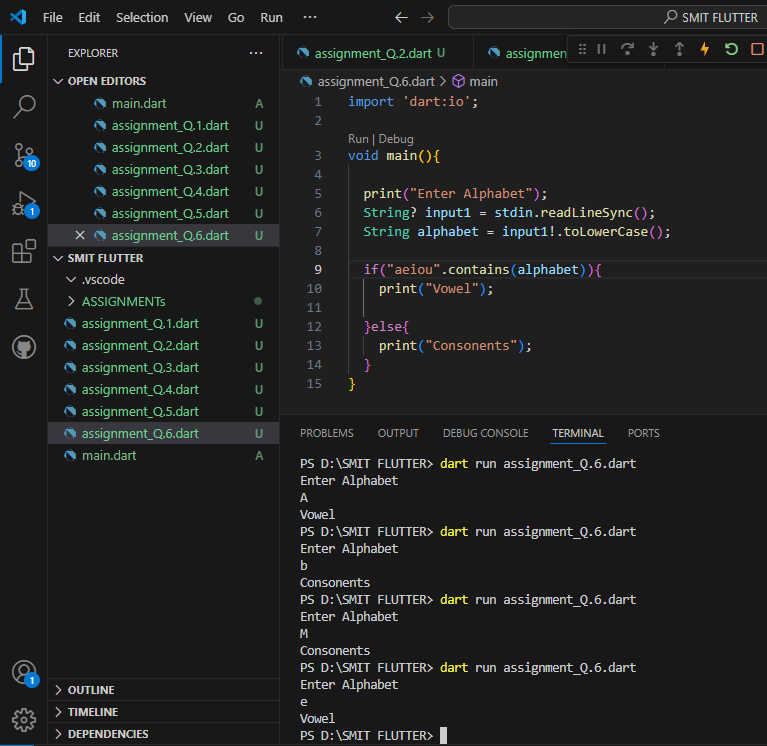 File Edit Selection View Go Run ··· ← → SMIT FLUTTER
EXPLORER ···
OPEN EDITORS
main.dart A
assignment_Q.1.dart U
assignment_Q.2.dart U
assignment_Q.3.dart U
assignment_Q.4.dart U
assignment_Q.5.dart U
assignment_Q.6.dart U
SMIT FLUTTER
.vscode
ASSIGNMENTs
assignment_Q.1.dart U
assignment_Q.2.dart U
assignment_Q.3.dart U
assignment_Q.4.dart U
assignment_Q.5.dart U
assignment_Q.6.dart U
main.dart A
OUTLINE
TIMELINE
DEPENDENCIES
10
1
1
assignment_Q.2.dart U assignmen
assignment_Q.6.dart > main
1 import 'dart:io';
2
Run | Debug
3 void main(){
4
5 print("Enter Alphabet");
6 String? input1 = stdin.readLineSync();
7 String alphabet = input1!.toLowerCase();
8
9 if("aeiou".contains(alphabet)){
10 print("Vowel");
11
12 }else{
13 print("Consonents");
14 }
15 }
PROBLEMS OUTPUT DEBUG CONSOLE TERMINAL PORTS
PS D:\SMIT FLUTTER> dart run assignment_Q.6.dart
Enter Alphabet
A
Vowel
PS D:\SMIT FLUTTER> dart run assignment_Q.6.dart
Enter Alphabet
b
Consonents
PS D:\SMIT FLUTTER> dart run assignment_Q.6.dart
Enter Alphabet
M
Consonents
PS D:\SMIT FLUTTER> dart run assignment_Q.6.dart
Enter Alphabet
e
Vowel
PS D:\SMIT FLUTTER>